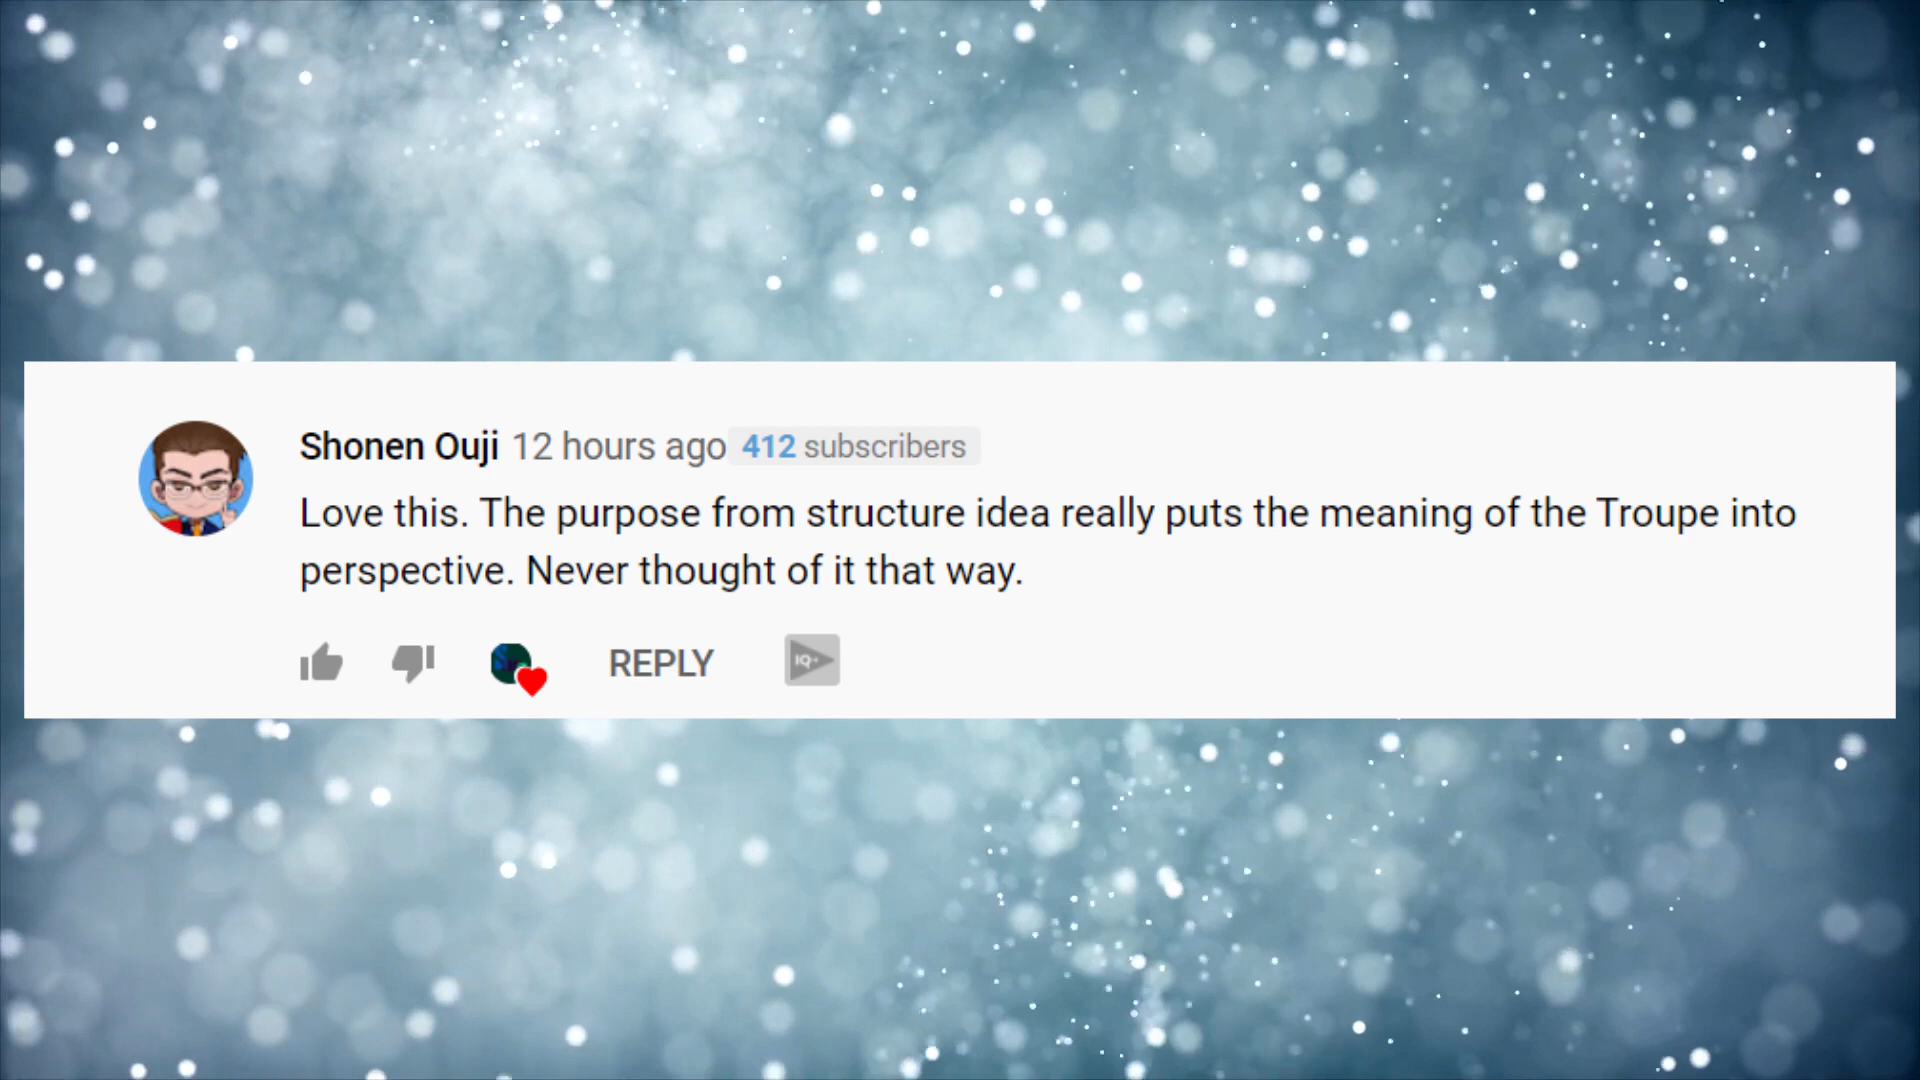 Shonen Ouji 12 hours ago 412 subscribers
Love this. The purpose from structure idea really puts the meaning of the Troupe into
perspective. Never thought of it that way.
REPLY IQ